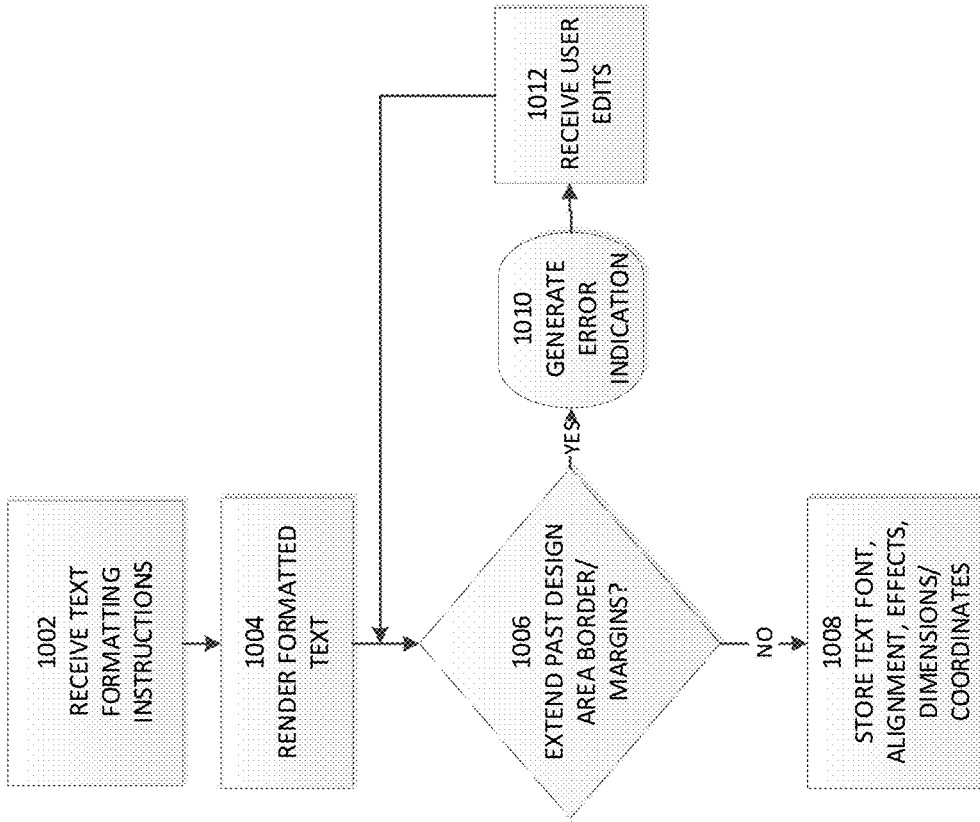 1002
RECEIVE TEXT
FORMATTING
INSTRUCTIONS
1004
RENDER FORMATTED
TEXT
1006
EXTEND PAST DESIGN
AREA BORDER/
MARGINS?
YES
1010
GENERATE
ERROR
INDICATION
1012
RECEIVE USER
EDITS
NO
1008
STORE TEXT FONT,
ALIGNMENT, EFFECTS,
DIMENSIONS/
COORDINATES